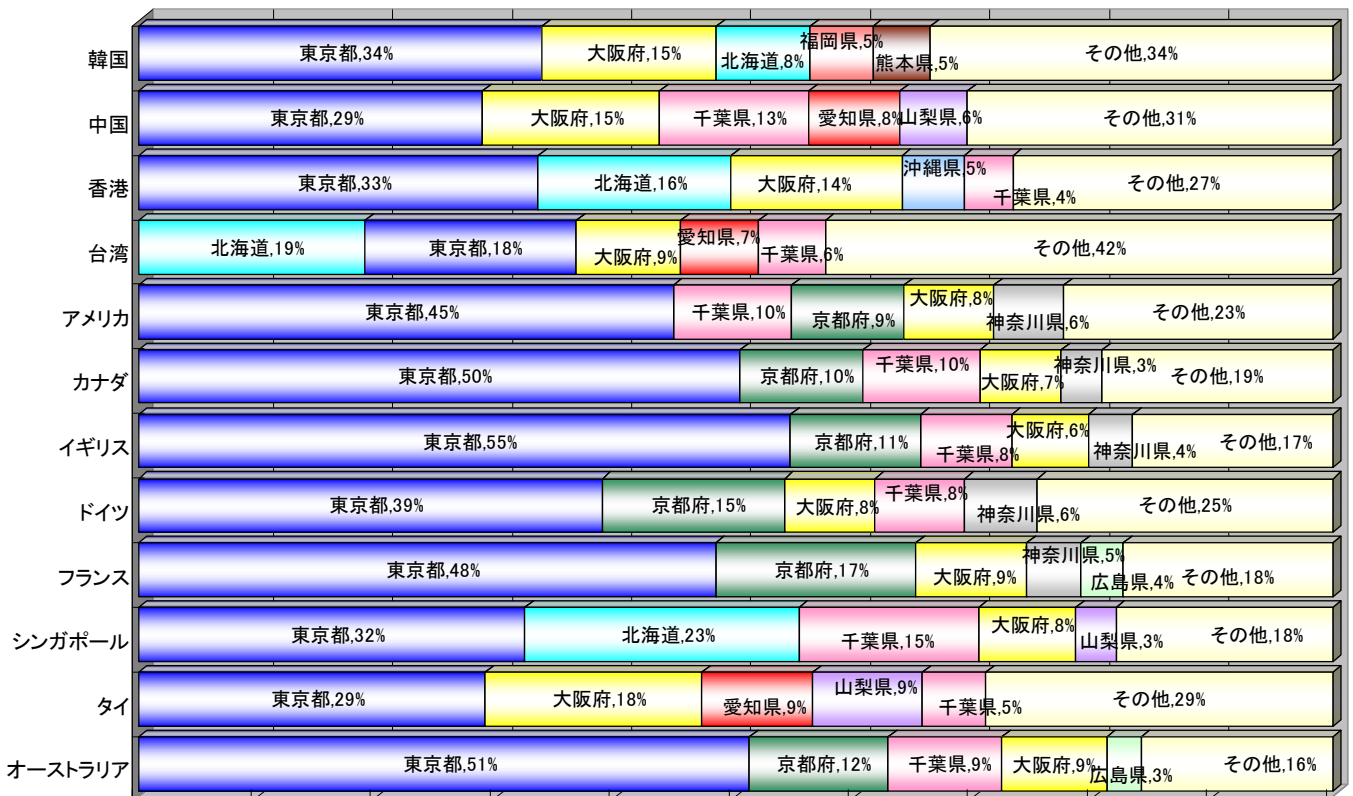 韓国 東京都,34% 大阪府,15% 北海道,8% 福岡県,5% 熊本県,5% その他,34%
中国 東京都,29% 大阪府,15% 千葉県,13% 愛知県,8% 山梨県,6% その他,31%
香港 東京都,33% 北海道,16% 大阪府,14% 沖縄県,5% 千葉県,4% その他,27%
台湾 北海道,19% 東京都,18% 大阪府,9% 愛知県,7% 千葉県,6% その他,42%
アメリカ 東京都,45% 千葉県,10% 京都府,9% 大阪府,8% 神奈川県,6% その他,23%
カナダ 東京都,50% 京都府,10% 千葉県,10% 大阪府,7% 神奈川県,3% その他,19%
イギリス 東京都,55% 京都府,11% 千葉県,8% 大阪府,6% 神奈川県,4% その他,17%
ドイツ 東京都,39% 京都府,15% 大阪府,8% 千葉県,8% 神奈川県,6% その他,25%
フランス 東京都,48% 京都府,17% 大阪府,9% 神奈川県,5% 広島県,4% その他,18%
シンガポール 東京都,32% 北海道,23% 千葉県,15% 大阪府,8% 山梨県,3% その他,18%
タイ 東京都,29% 大阪府,18% 愛知県,9% 山梨県,9% 千葉県,5% その他,29%
オーストラリア 東京都,51% 京都府,12% 千葉県,9% 大阪府,9% 広島県,3% その他,16%